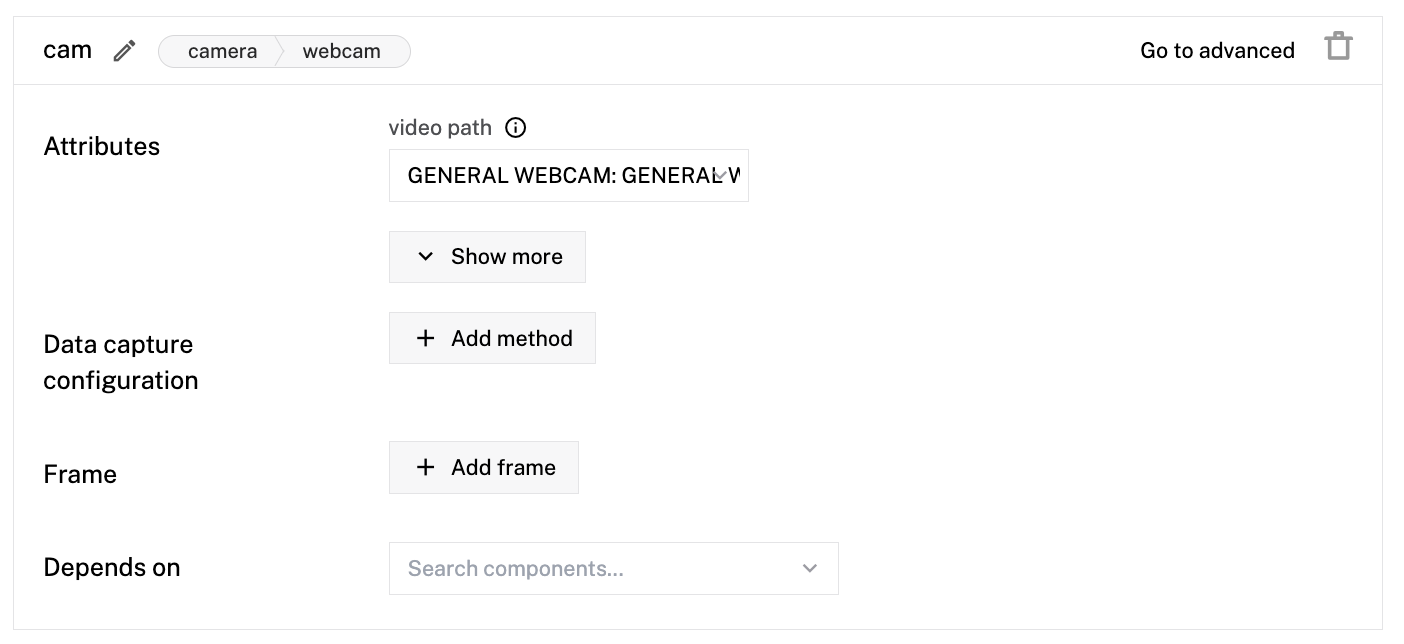 cam camera webcam Go to advanced
Attributes
video path
GENERAL WEBCAM: GENERAL
Show more
Data capture
configuration
Add method
Frame
Add frame
Depends on
Search components...